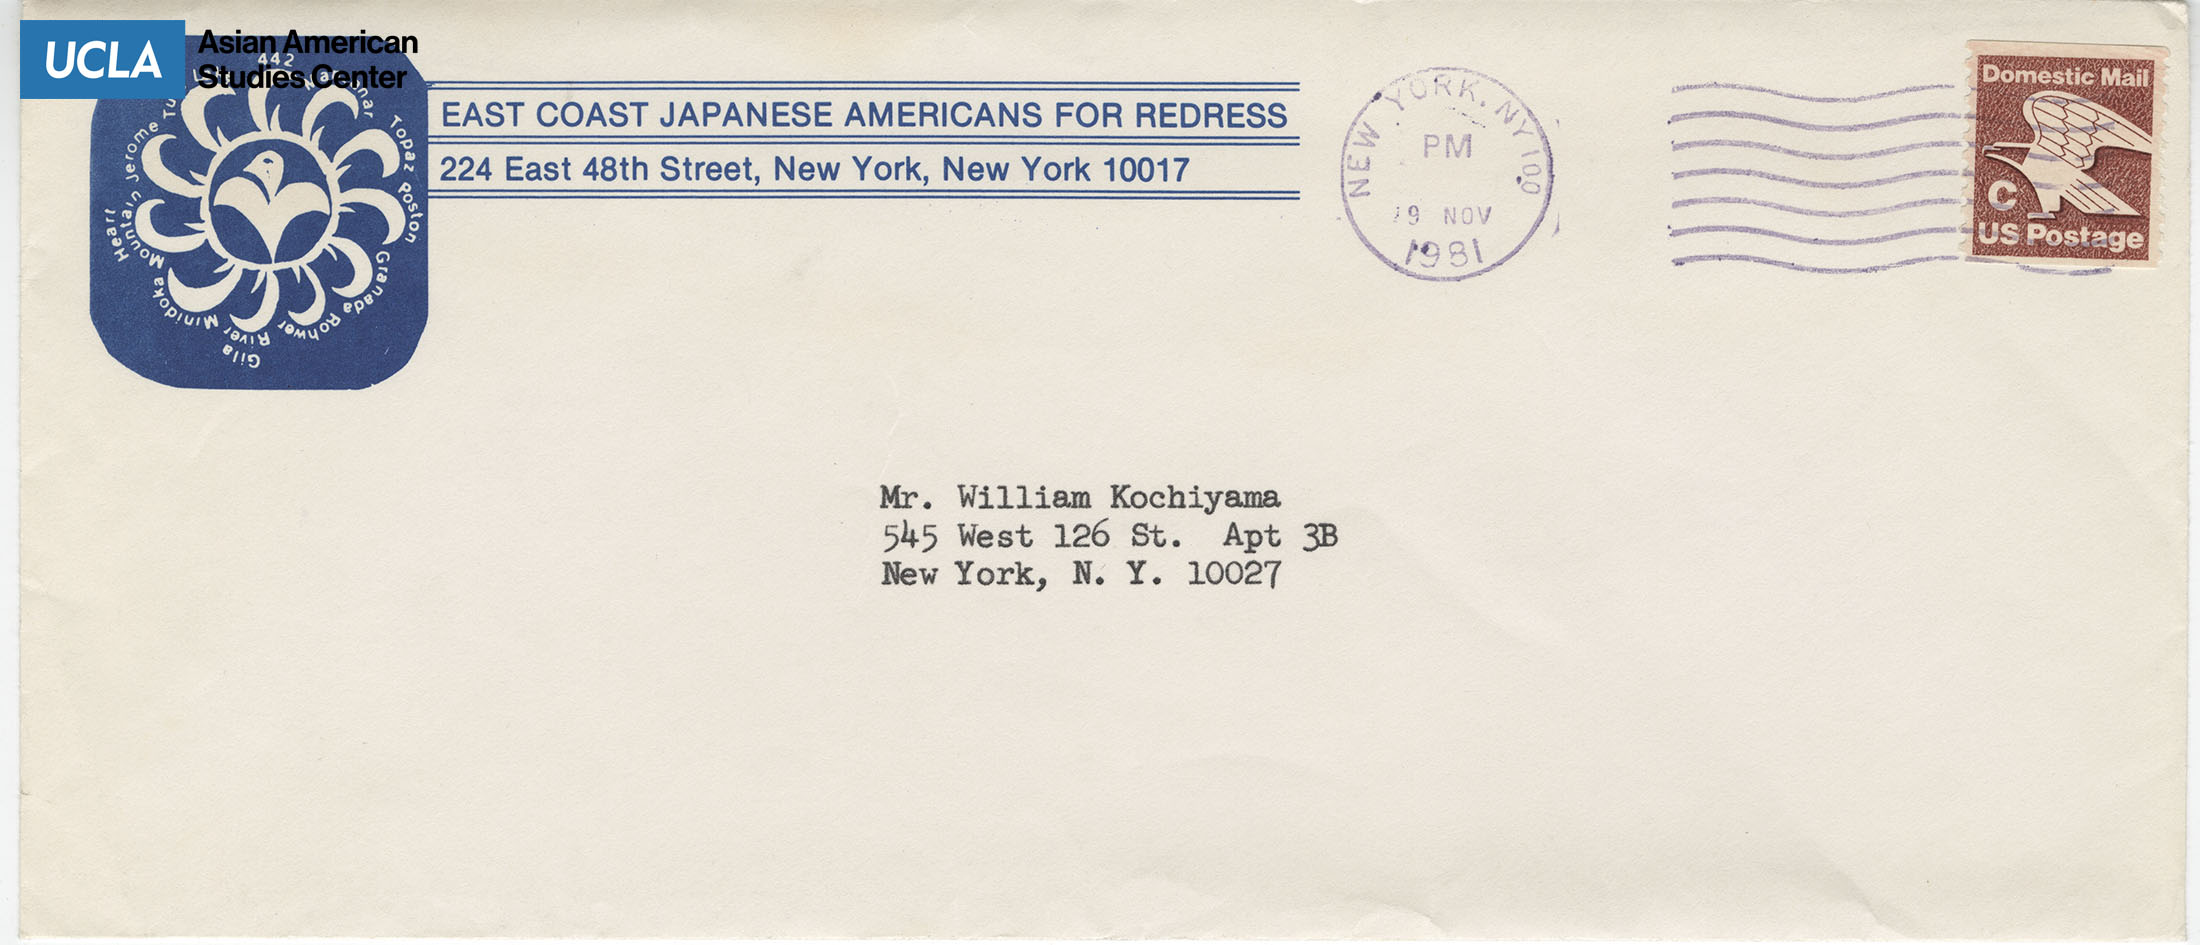 UCLA Asian American
Studies Center
442
Topaz
Poston
Granada
Rohwer
Gila River
Minidoka
Heart Mountain
Jerome
EAST COAST JAPANESE AMERICANS FOR REDRESS
224 East 48th Street, New York, New York 10017
NEW YORK, NY 100
PM
19 NOV
1981
Domestic Mail
C
US Postage
Mr. William Kochiyama
545 West 126 St. Apt 3B
New York, N. Y. 10027